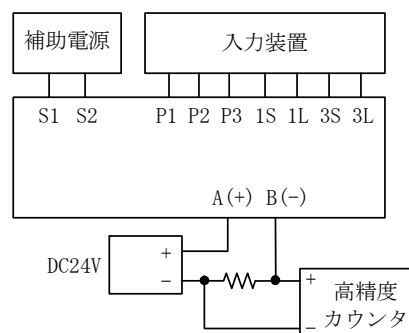 補助電源
入力装置
S1 S2 P1 P2 P3 1S 1L 3S 3L
A(+) B(-)
DC24V
+
-
+
-
高精度
カウンタ